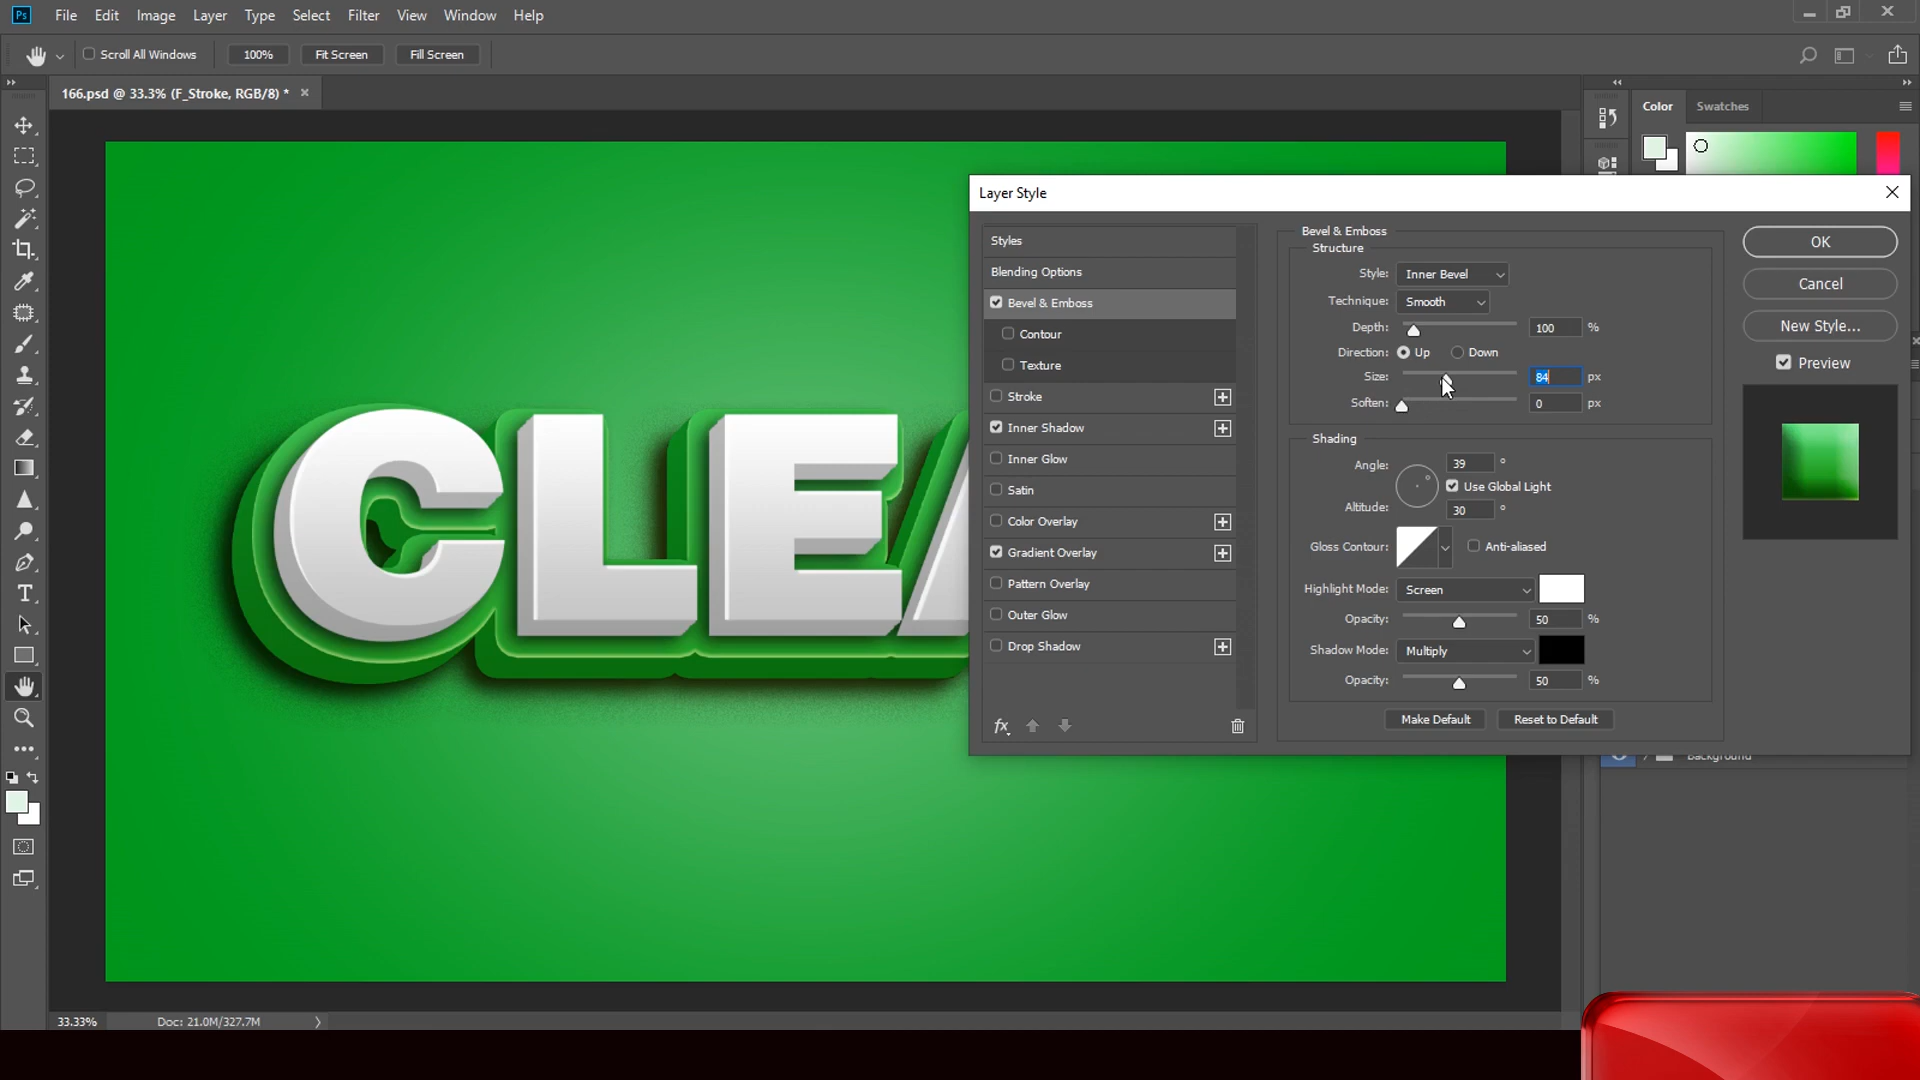 Ps File Edit Image Layer Type Select Filter View Window Help
Scroll All Windows 100% Fit Screen Fill Screen
166.psd @ 33.3% (F_Stroke, RGB/8) *
Color Swatches
CLEA
Layer Style
Styles
Blending Options
Bevel & Emboss
Contour
Texture
Stroke
Inner Shadow
Inner Glow
Satin
Color Overlay
Gradient Overlay
Pattern Overlay
Outer Glow
Drop Shadow
fx
Bevel & Emboss
Structure
Style: Inner Bevel
Technique: Smooth
Depth: 100 %
Direction: Up Down
Size: 84 px
Soften: 0 px
Shading
Angle: 39 °
Use Global Light
Altitude: 30 °
Gloss Contour: Anti-aliased
Highlight Mode: Screen
Opacity: 50 %
Shadow Mode: Multiply
Opacity: 50 %
Make Default Reset to Default
OK
Cancel
New Style...
Preview
Background
33.33% Doc: 21.0M/327.7M